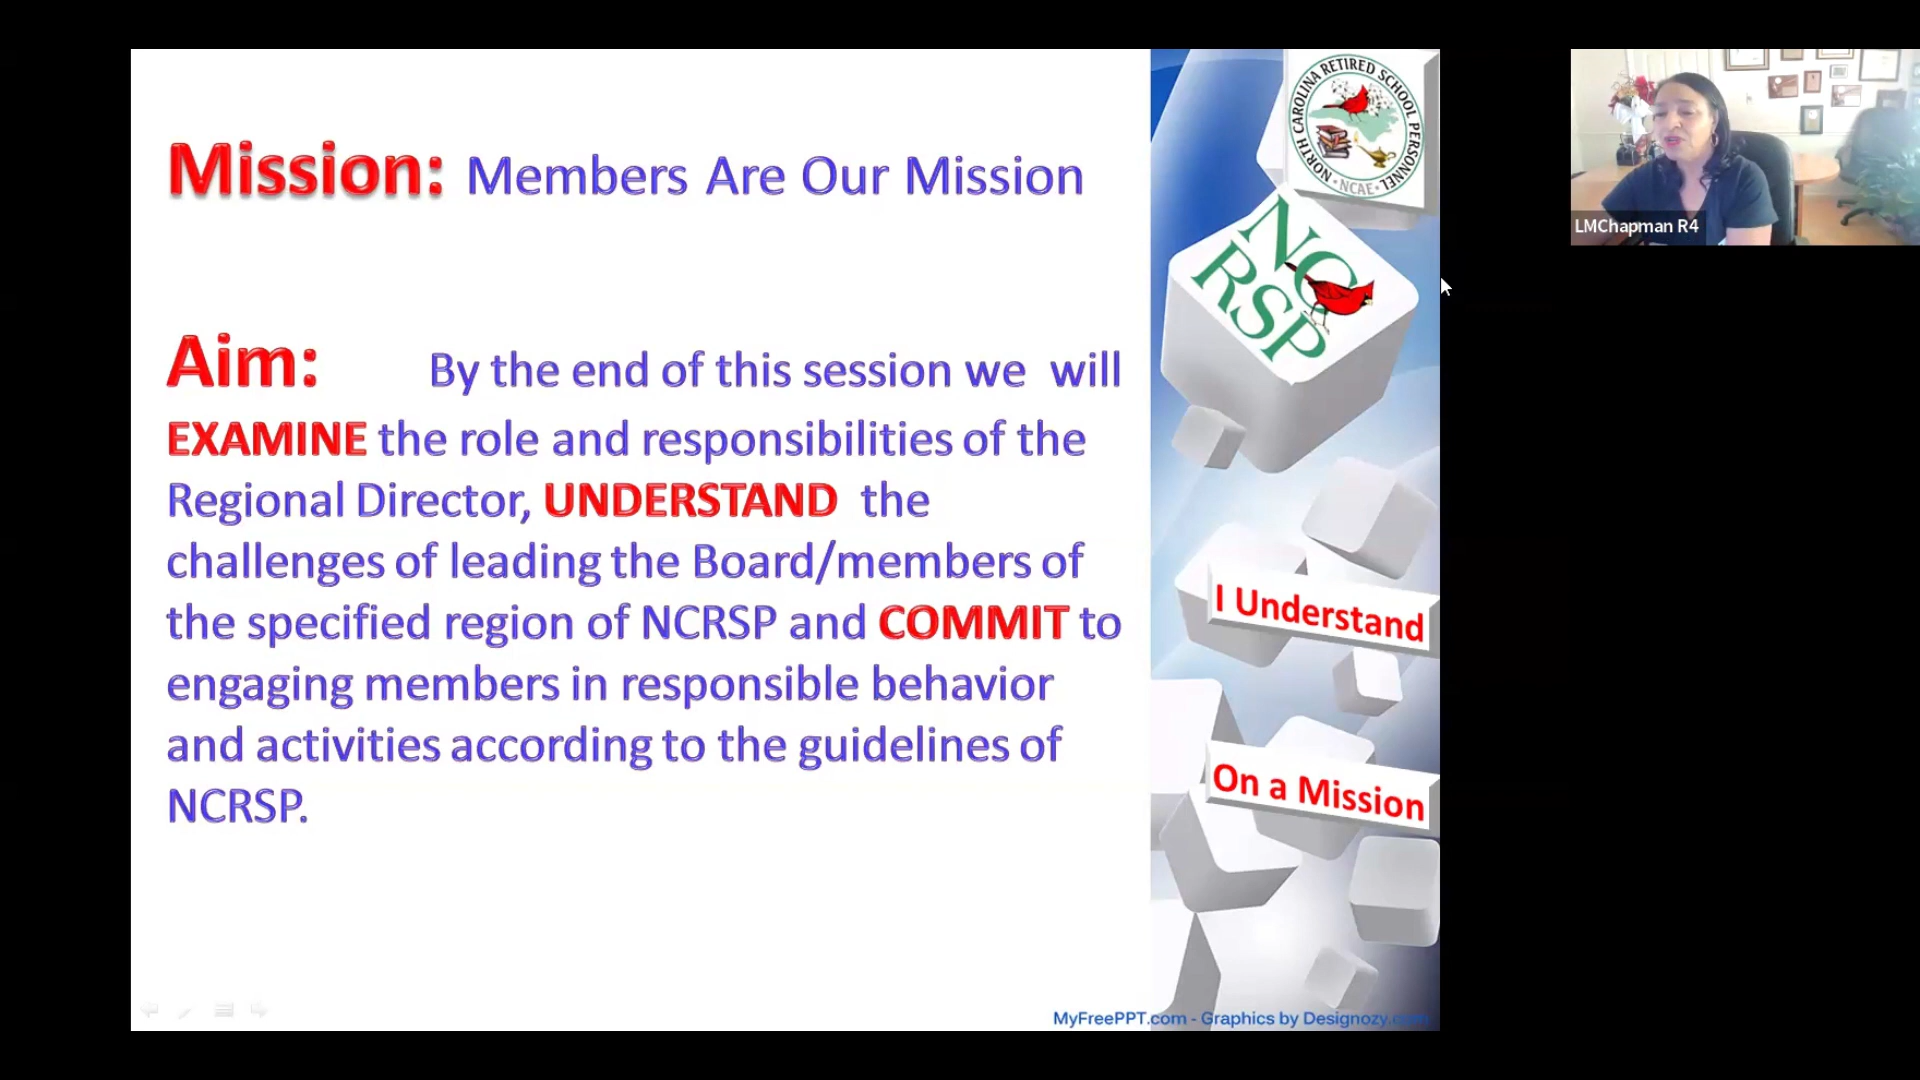 Mission: Members Are Our Mission
Aim: By the end of this session we will
EXAMINE the role and responsibilities of the
Regional Director, UNDERSTAND the
challenges of leading the Board/members of
the specified region of NCRSP and COMMIT to
engaging members in responsible behavior
and activities according to the guidelines of
NCRSP.
NORTH CAROLINA RETIRED SCHOOL PERSONNEL
• NCAE •
NC
RSP
I Understand
On a Mission
MyFreePPT.com - Graphics by Designozy.com
LMChapman R4